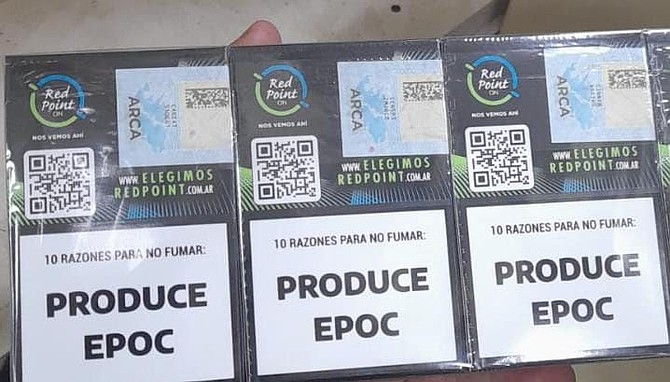 Red
Point
ON
NOS VEMOS AHÍ
ARCA
WWW.ELEGIMOS
REDPOINT.COM.AR
10 RAZONES PARA NO FUMAR:
PRODUCE
EPOC
Red
Point
ON
NOS VEMOS AHÍ
ARCA
WWW.ELEGIMOS
REDPOINT.COM.AR
10 RAZONES PARA NO FUMAR:
PRODUCE
EPOC
Red
Point
ON
NOS VEMOS AHÍ
ARCA
WWW.ELEGIMOS
REDPOINT.COM.AR
10 RAZONES PARA NO FUMAR:
PRODUCE
EPOC